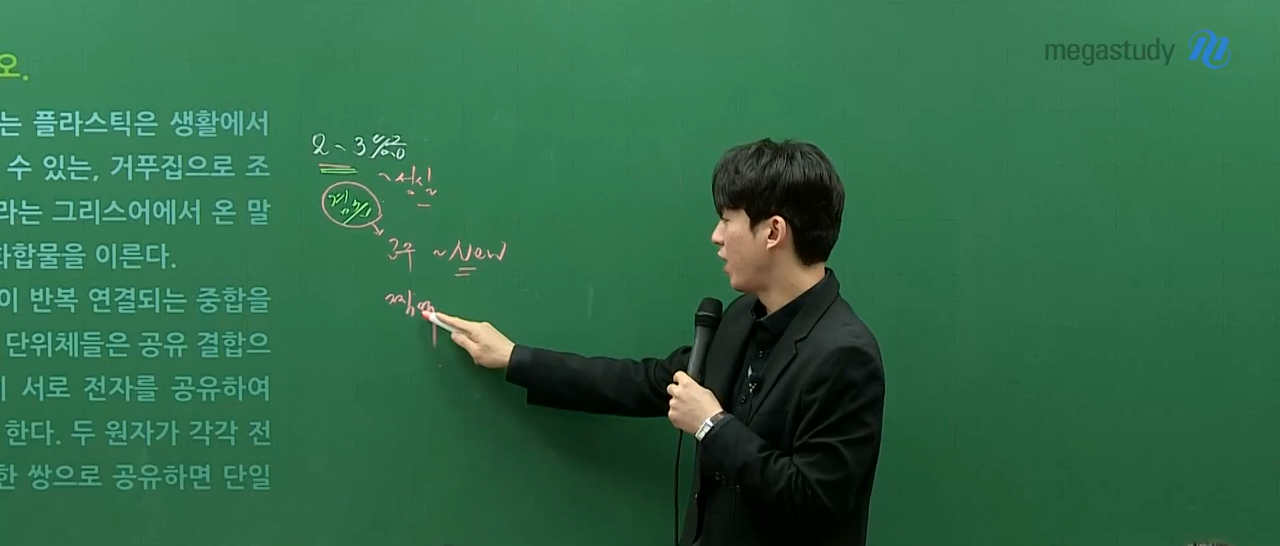 megastudy
오.
는 플라스틱은 생활에서
수 있는, 거푸집으로 조
라는 그리스어에서 온 말
화합물을 이른다.
이 반복 연결되는 중합을
단위체들은 공유 결합으
서로 전자를 공유하여
한다. 두 원자가 각각 전
한 쌍으로 공유하면 단일
2~3등급
~성실
겸비
3주 ~New